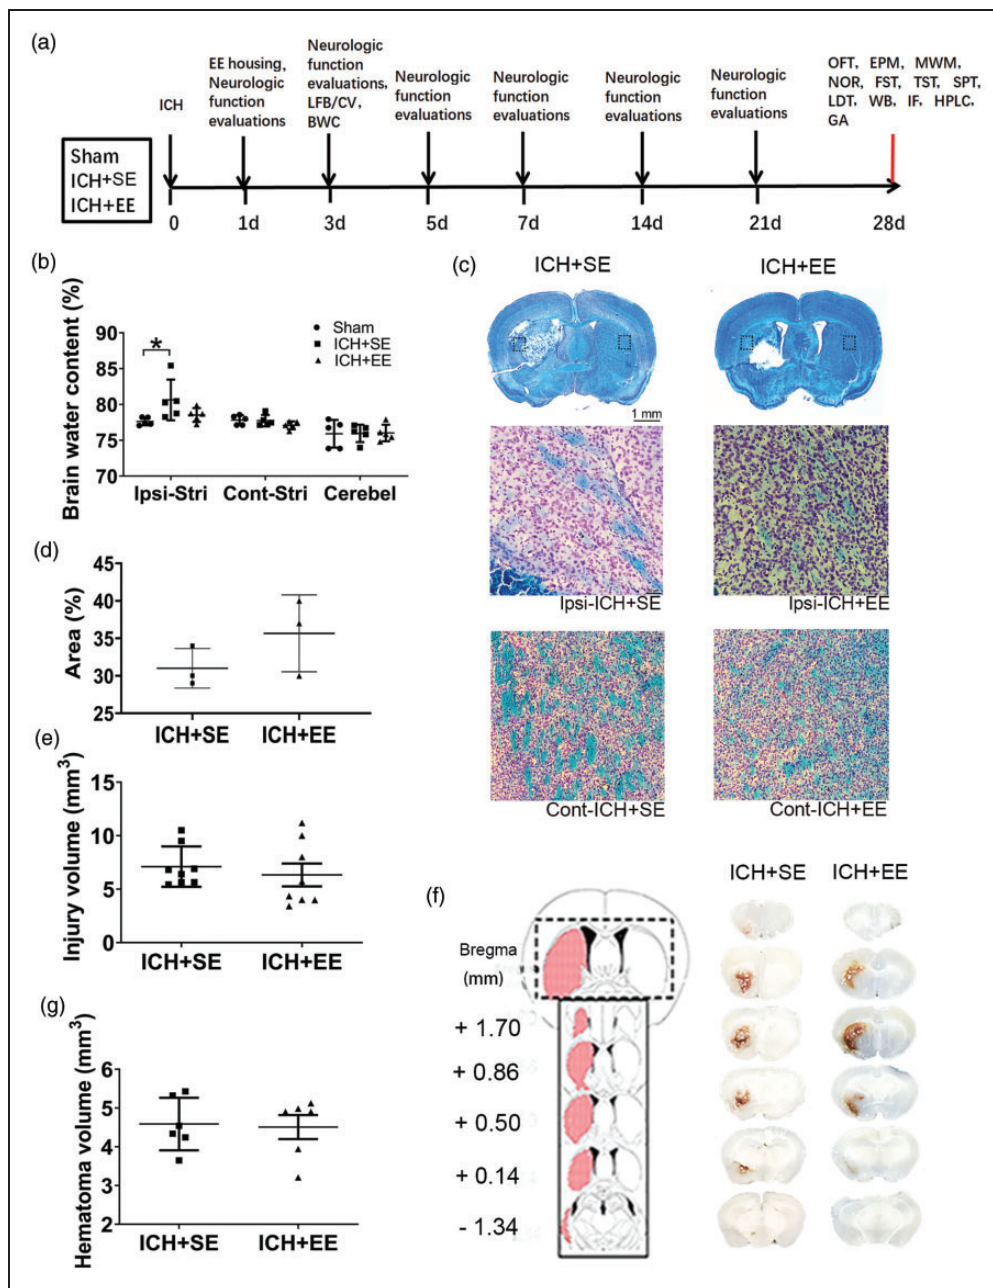 (a)
ICH
EE housing,
Neurologic
function
evaluations
Neurologic
function
evaluations,
LFB/CV,
BWC
Neurologic
function
evaluations
Neurologic
function
evaluations
Neurologic
function
evaluations
Neurologic
function
evaluations
OFT, EPM, MWM,
NOR, FST, TST, SPT,
LDT, WB, IF, HPLC,
GA
Sham
ICH+SE
ICH+EE
0 1d 3d 5d 7d 14d 21d 28d
(b)
Brain water content (%)
90
85
80
75
70
*
Sham
ICH+SE
ICH+EE
Ipsi-Stri Cont-Stri Cerebel
(c)
ICH+SE ICH+EE
1 mm
Ipsi-ICH+SE Ipsi-ICH+EE
Cont-ICH+SE Cont-ICH+EE
(d)
Area (%)
45
40
35
30
25
ICH+SE ICH+EE
(e)
Injury volume (mm³)
15
10
5
0
ICH+SE ICH+EE
(f)
Bregma
(mm)
+ 1.70
+ 0.86
+ 0.50
+ 0.14
- 1.34
ICH+SE ICH+EE
(g)
Hematoma volume (mm³)
6
5
4
3
2
ICH+SE ICH+EE